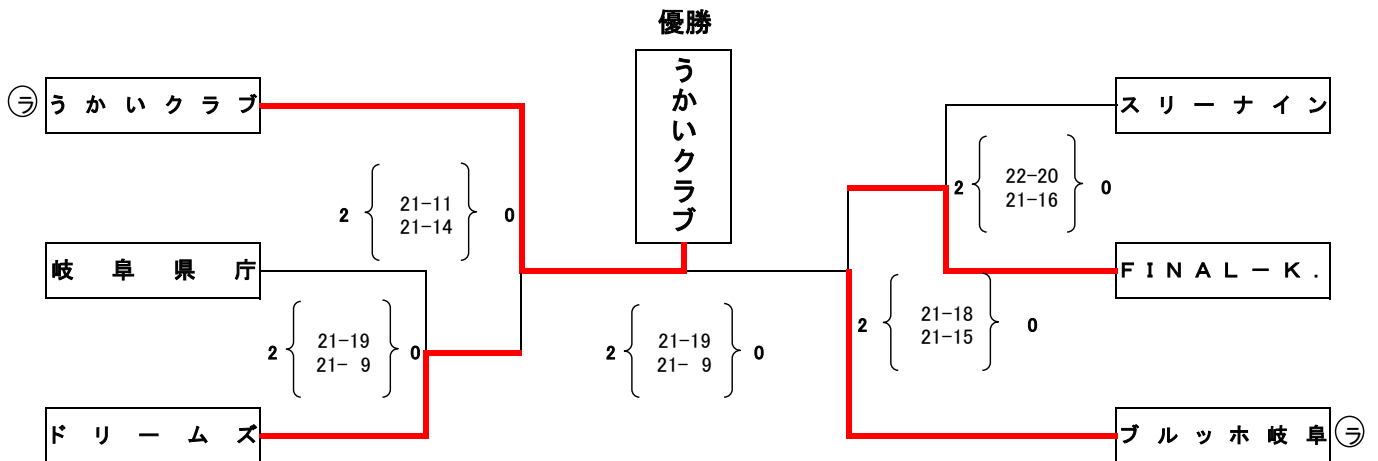 優勝
うかいクラブ
ラ うかいクラブ
スリーナイン
2 21-11 0
21-14
2 22-20 0
21-16
岐阜県庁
FINAL-K.
2 21-19 0
21- 9
2 21-19 0
21- 9
2 21-18 0
21-15
ドリームズ
ブルッホ岐阜 ラ